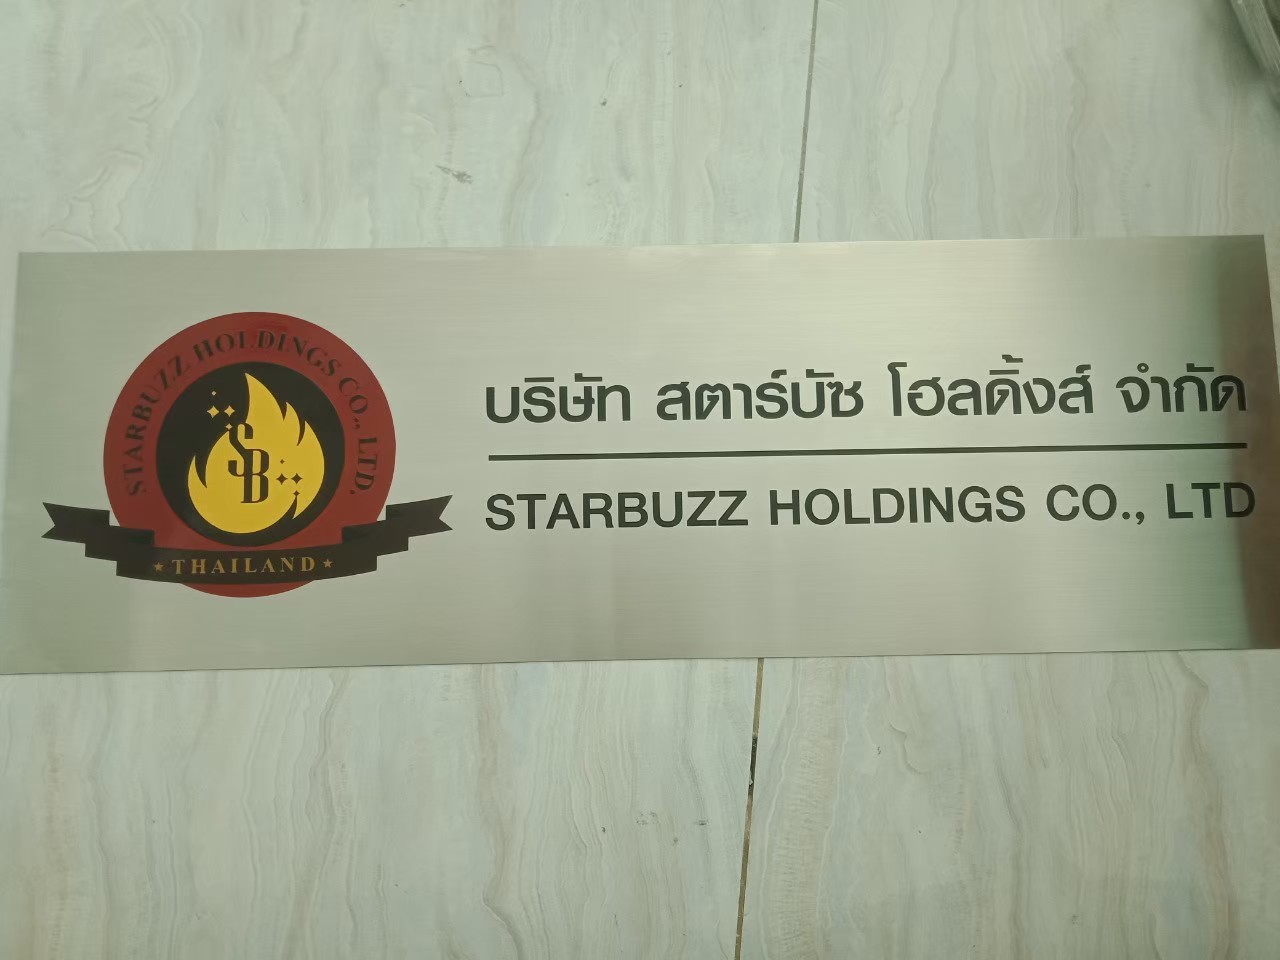 STARBUZZ HOLDINGS CO., LTD.
SB
★ THAILAND ★
บริษัท สตาร์บัซ โฮลดิ้งส์ จำกัด
STARBUZZ HOLDINGS CO., LTD